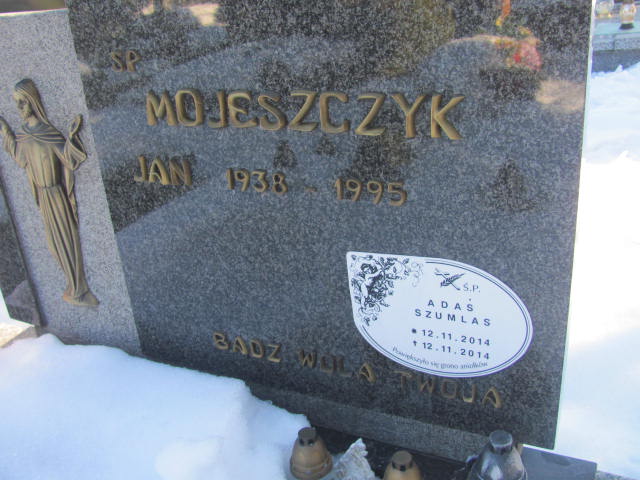 ŚP.
MOJESZCZYK
JAN 1938 - 1995
BĄDŹ WOLA TWOJA
Ś.P.
ADAŚ
SZUMLAS
* 12.11.2014
† 12.11.2014
Powiększyło się grono aniołków